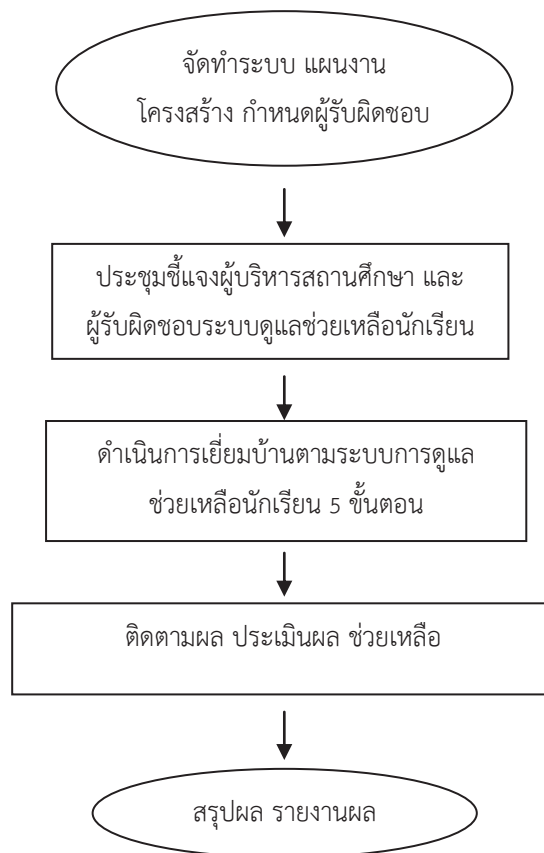 จัดทำระบบ แผนงาน
โครงสร้าง กำหนดผู้รับผิดชอบ
ประชุมชี้แจงผู้บริหารสถานศึกษา และ
ผู้รับผิดชอบระบบดูแลช่วยเหลือนักเรียน
ดำเนินการเยี่ยมบ้านตามระบบการดูแล
ช่วยเหลือนักเรียน 5 ขั้นตอน
ติดตามผล ประเมินผล ช่วยเหลือ
สรุปผล รายงานผล